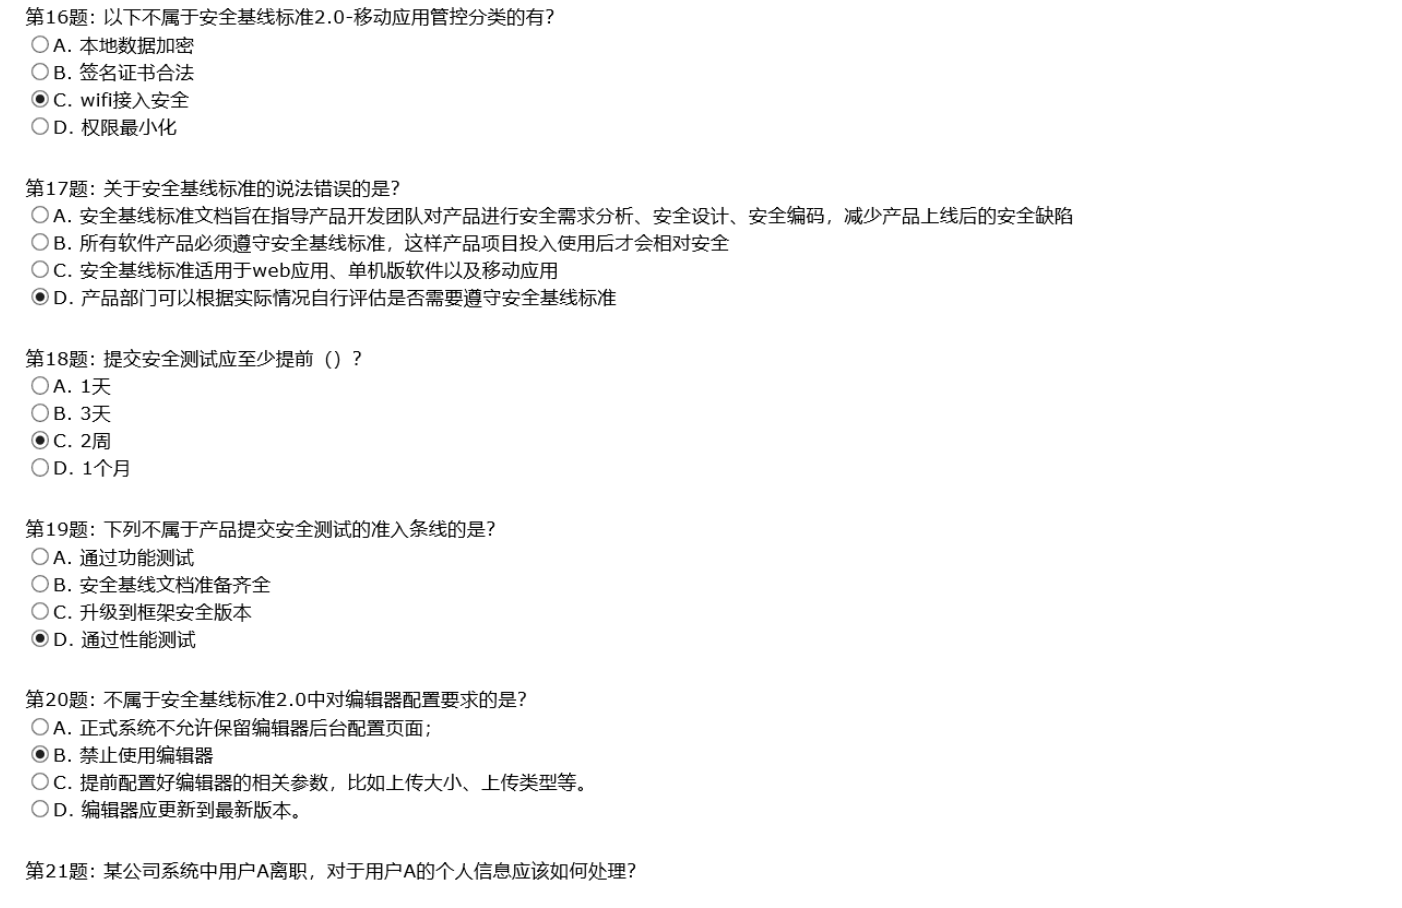 第16题: 以下不属于安全基线标准2.0-移动应用管控分类的有?
A. 本地数据加密
B. 签名证书合法
C. wifi接入安全
D. 权限最小化
第17题: 关于安全基线标准的说法错误的是?
A. 安全基线标准文档旨在指导产品开发团队对产品进行安全需求分析、安全设计、安全编码，减少产品上线后的安全缺陷
B. 所有软件产品必须遵守安全基线标准，这样产品项目投入使用后才会相对安全
C. 安全基线标准适用于web应用、单机版软件以及移动应用
D. 产品部门可以根据实际情况自行评估是否需要遵守安全基线标准
第18题: 提交安全测试应至少提前（）?
A. 1天
B. 3天
C. 2周
D. 1个月
第19题: 下列不属于产品提交安全测试的准入条线的是?
A. 通过功能测试
B. 安全基线文档准备齐全
C. 升级到框架安全版本
D. 通过性能测试
第20题: 不属于安全基线标准2.0中对编辑器配置要求的是?
A. 正式系统不允许保留编辑器后台配置页面;
B. 禁止使用编辑器
C. 提前配置好编辑器的相关参数，比如上传大小、上传类型等。
D. 编辑器应更新到最新版本。
第21题: 某公司系统中用户A离职，对于用户A的个人信息应该如何处理?